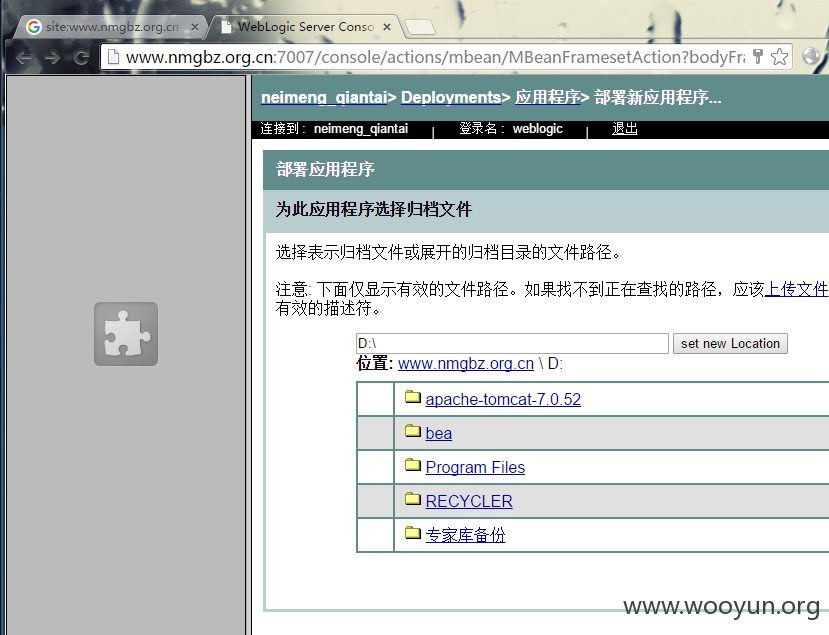 site:www.nmgbz.org.cn
WebLogic Server Conso
www.nmgbz.org.cn:7007/console/actions/mbean/MBeanFramesetAction?bodyFra
neimeng_qiantai> Deployments> 应用程序> 部署新应用程序...
连接到: neimeng_qiantai | 登录名: weblogic | 退出
部署应用程序
为此应用程序选择归档文件
选择表示归档文件或展开的归档目录的文件路径。
注意: 下面仅显示有效的文件路径。如果找不到正在查找的路径，应该上传文件
有效的描述符。
D:\ set new Location
位置: www.nmgbz.org.cn \ D:
apache-tomcat-7.0.52
bea
Program Files
RECYCLER
专家库备份
www.wooyun.org